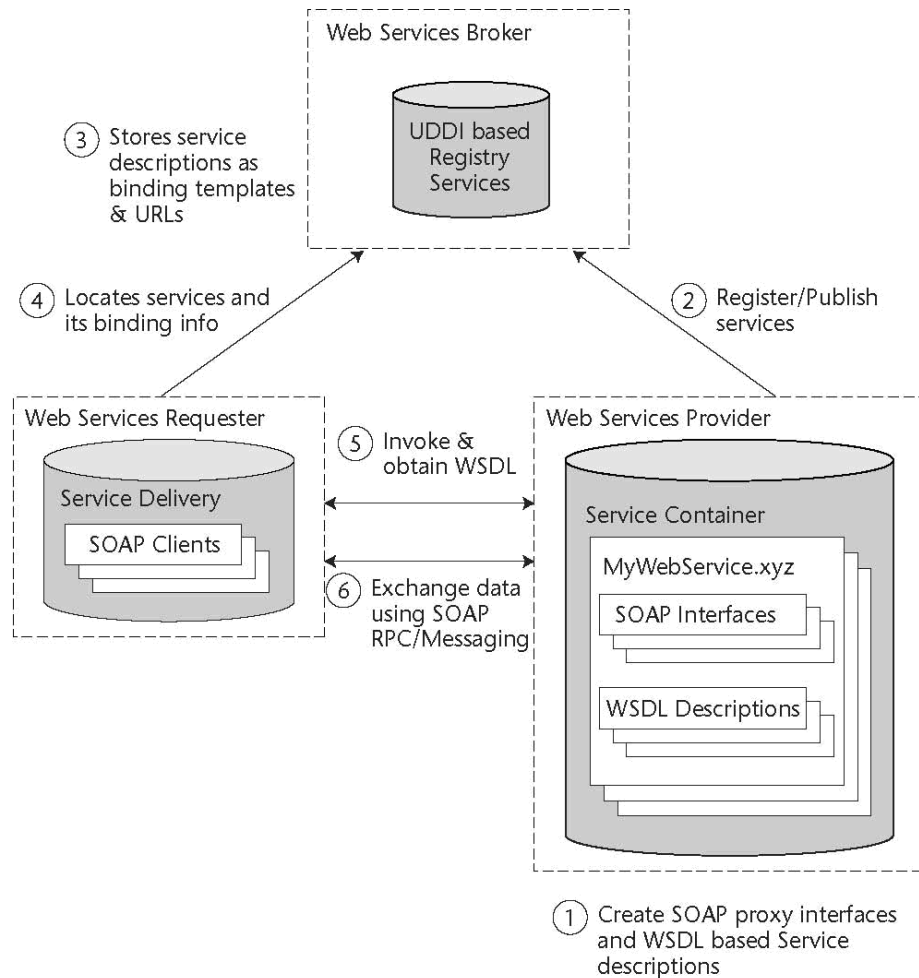 Web Services Broker
UDDI based
Registry
Services
3 Stores service
descriptions as
binding templates
& URLs
4 Locates services and
its binding info
2 Register/Publish
services
Web Services Requester
Service Delivery
SOAP Clients
5 Invoke &
obtain WSDL
6 Exchange data
using SOAP
RPC/Messaging
Web Services Provider
Service Container
MyWebService.xyz
SOAP Interfaces
WSDL Descriptions
1 Create SOAP proxy interfaces
and WSDL based Service
descriptions